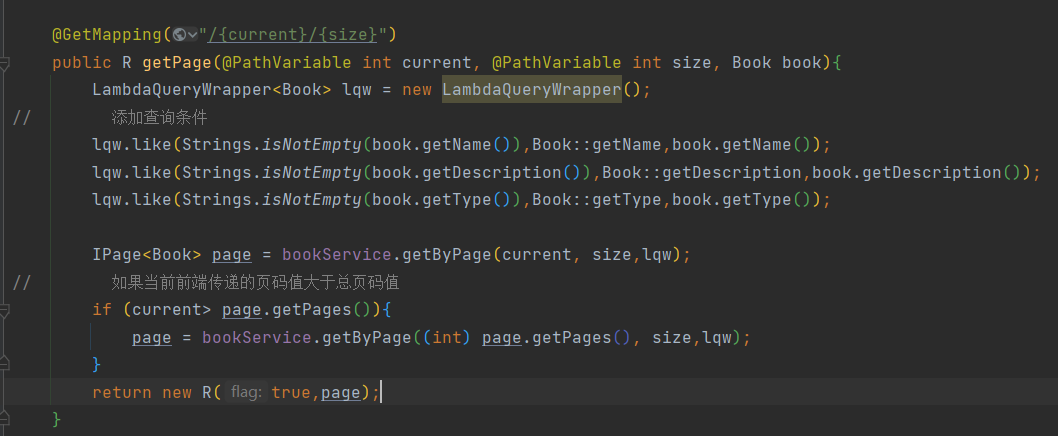 @GetMapping("/{current}/{size}")
public R getPage(@PathVariable int current, @PathVariable int size, Book book){
LambdaQueryWrapper<Book> lqw = new LambdaQueryWrapper();
// 添加查询条件
lqw.like(Strings.isNotEmpty(book.getName()),Book::getName,book.getName());
lqw.like(Strings.isNotEmpty(book.getDescription()),Book::getDescription,book.getDescription());
lqw.like(Strings.isNotEmpty(book.getType()),Book::getType,book.getType());
IPage<Book> page = bookService.getByPage(current, size,lqw);
// 如果当前前端传递的页码值大于总页码值
if (current> page.getPages()){
page = bookService.getByPage((int) page.getPages(), size,lqw);
}
return new R( flag: true,page);
}